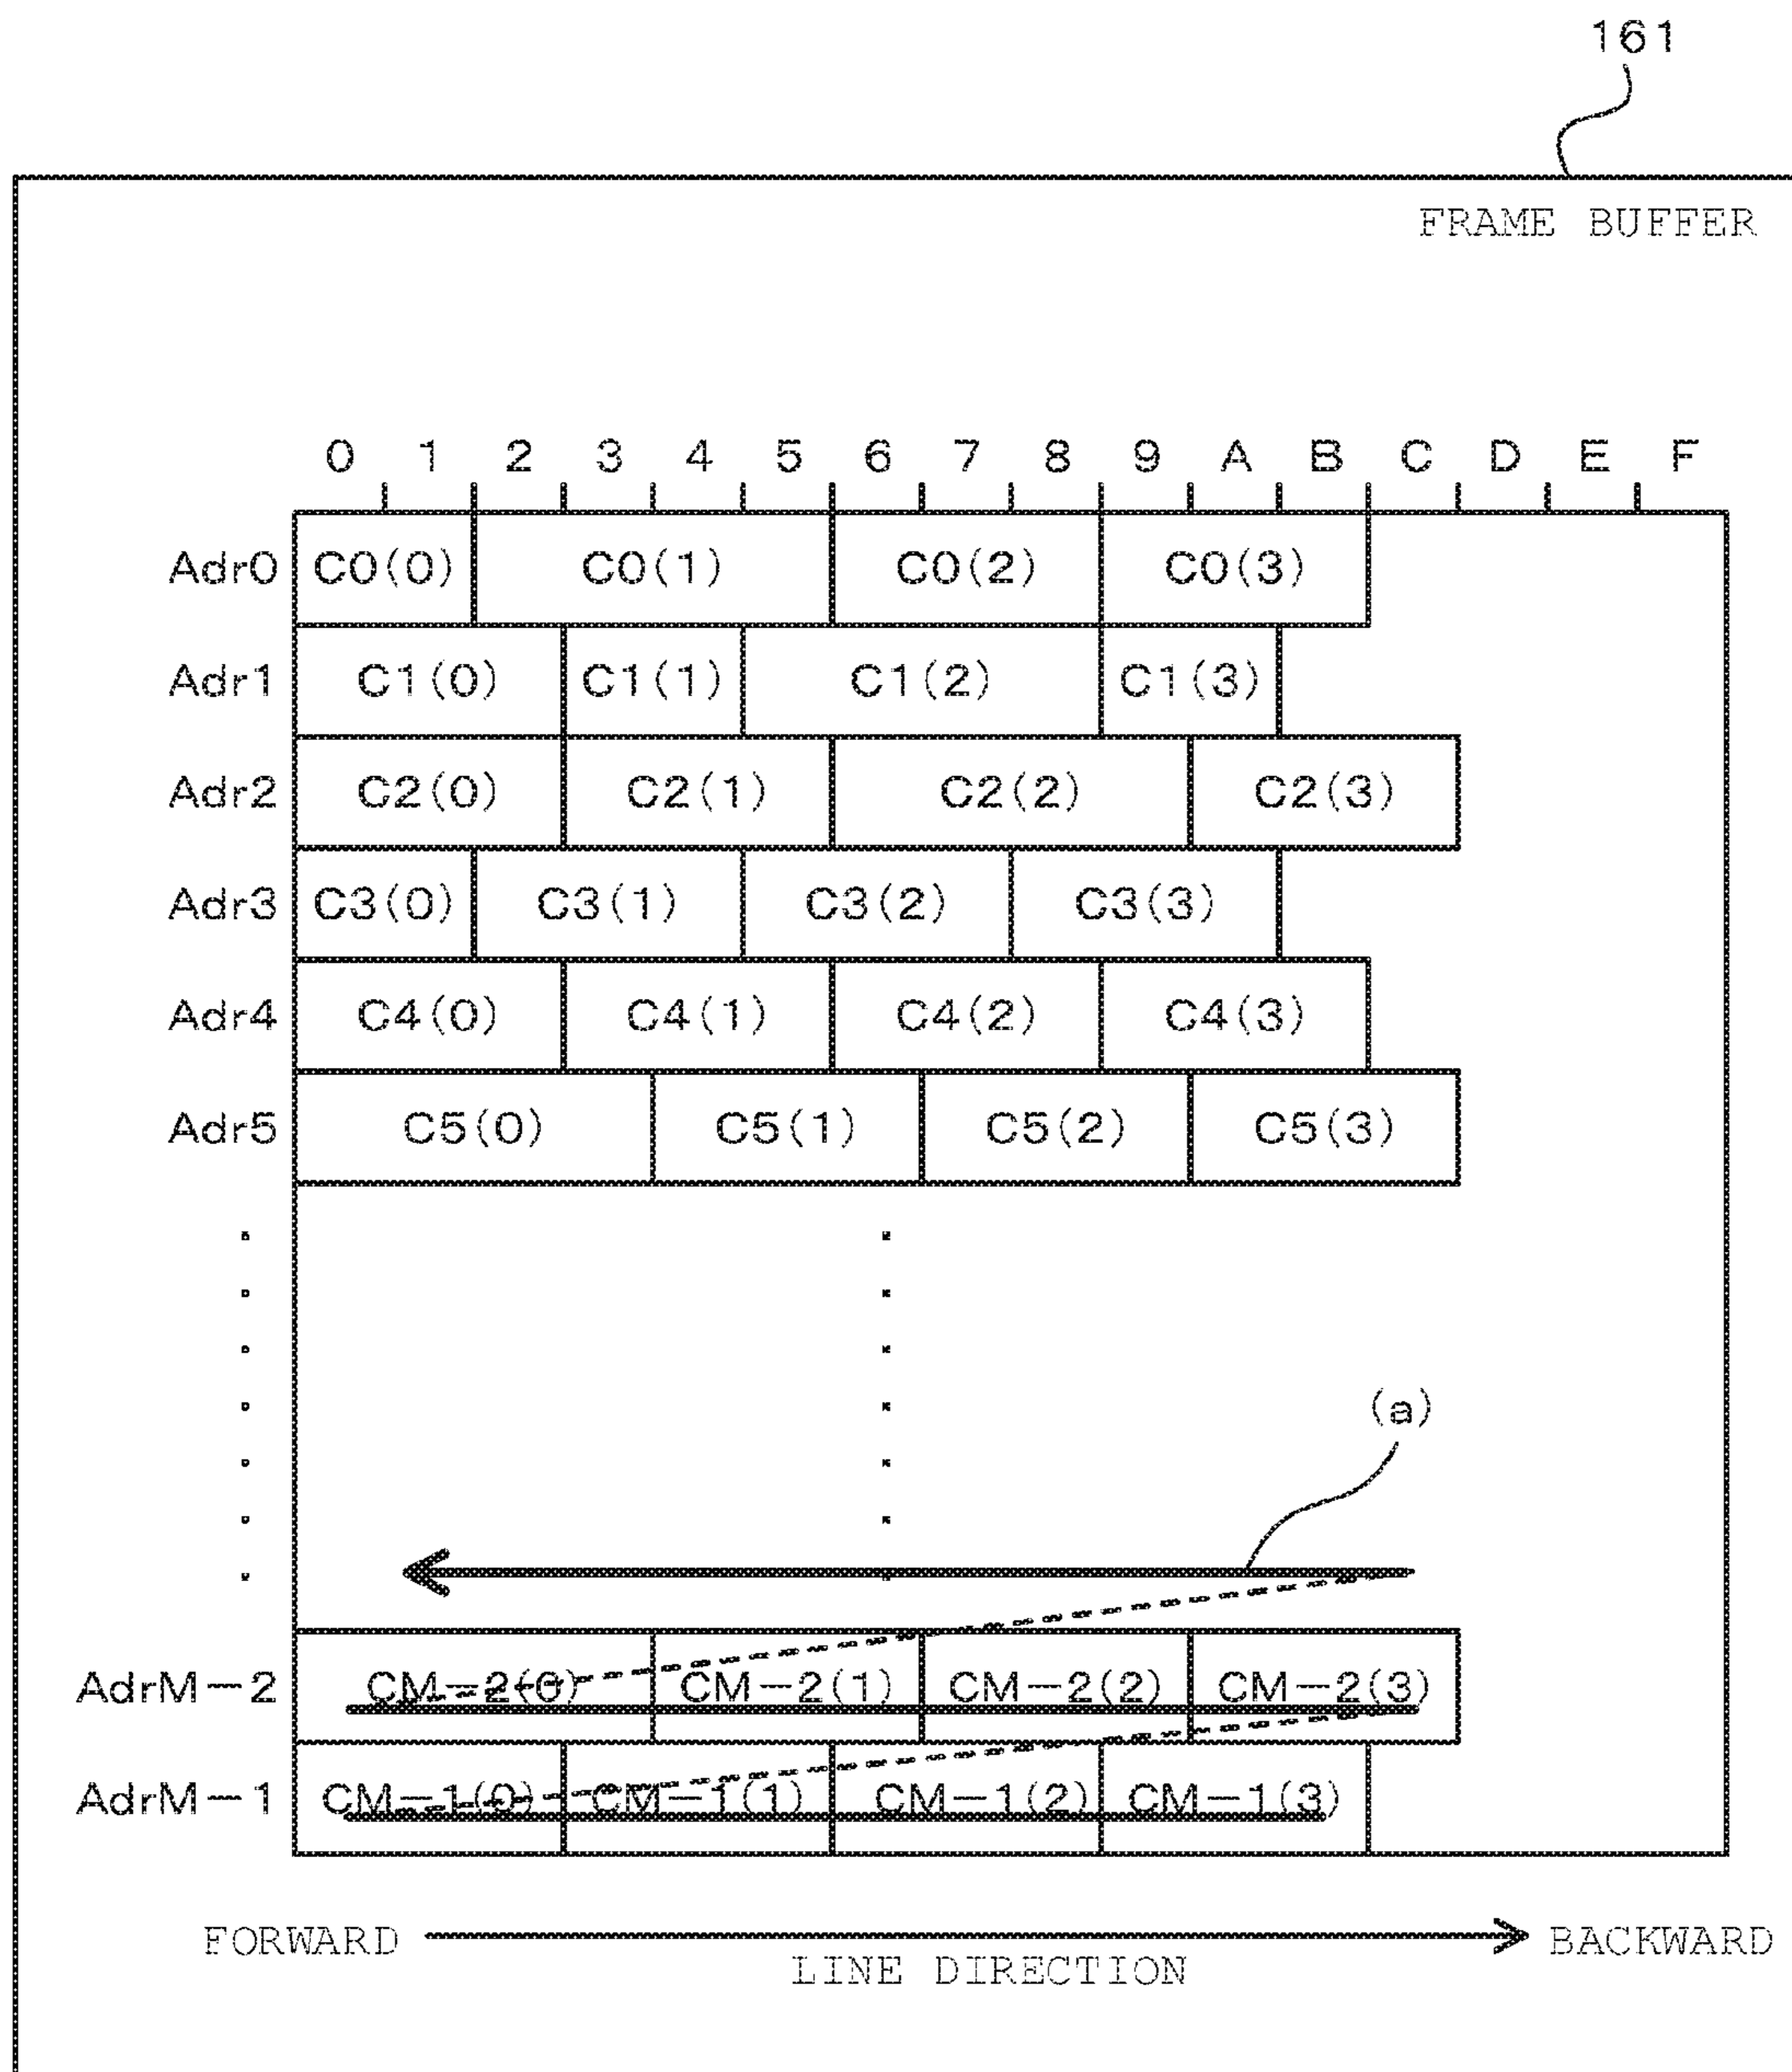 161
FRAME BUFFER
0 1 2 3 4 5 6 7 8 9 A B C D E F
Adr0 C0(0) C0(1) C0(2) C0(3)
Adr1 C1(0) C1(1) C1(2) C1(3)
Adr2 C2(0) C2(1) C2(2) C2(3)
Adr3 C3(0) C3(1) C3(2) C3(3)
Adr4 C4(0) C4(1) C4(2) C4(3)
Adr5 C5(0) C5(1) C5(2) C5(3)
(a)
AdrM-2 CM-2(0) CM-2(1) CM-2(2) CM-2(3)
AdrM-1 CM-1(0) CM-1(1) CM-1(2) CM-1(3)
FORWARD BACKWARD
LINE DIRECTION